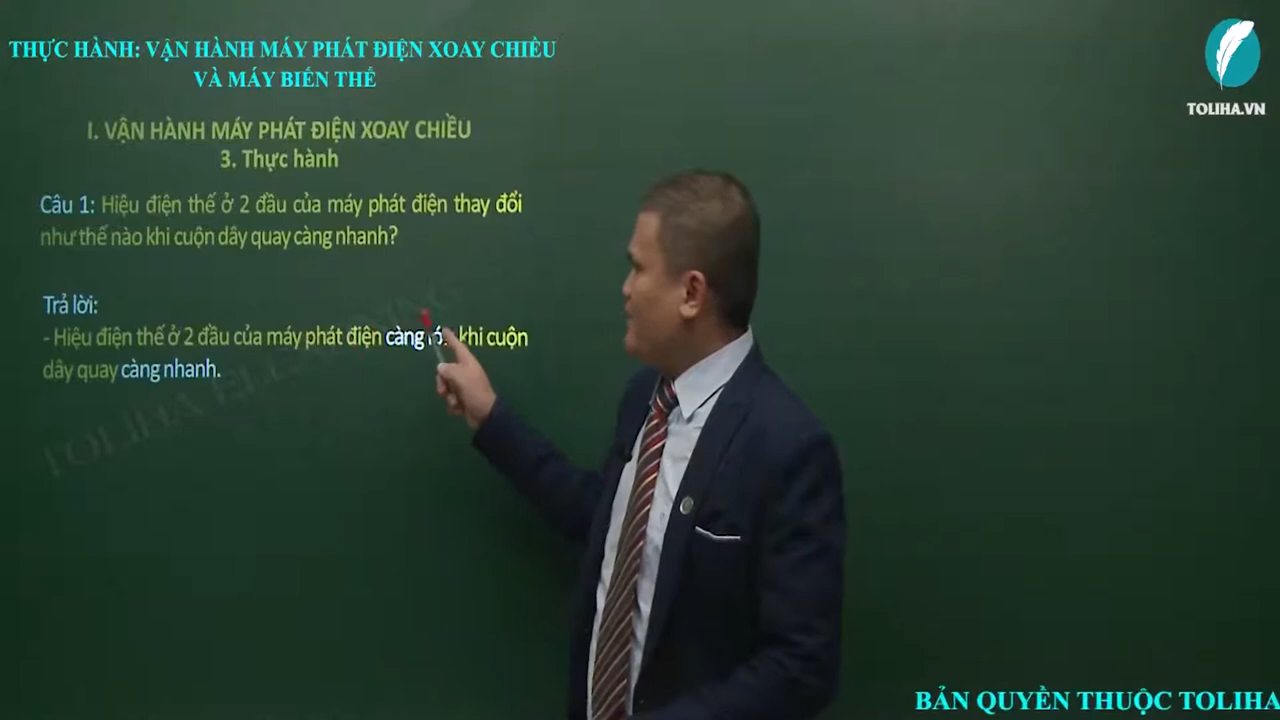 THỰC HÀNH: VẬN HÀNH MÁY PHÁT ĐIỆN XOAY CHIỀU
VÀ MÁY BIẾN THẾ
TOLIHA.VN
I. VẬN HÀNH MÁY PHÁT ĐIỆN XOAY CHIỀU
3. Thực hành
Câu 1: Hiệu điện thế ở 2 đầu của máy phát điện thay đổi
như thế nào khi cuộn dây quay càng nhanh?
Trả lời:
- Hiệu điện thế ở 2 đầu của máy phát điện càng khi cuộn
dây quay càng nhanh.
BẢN QUYỀN THUỘC TOLIHA